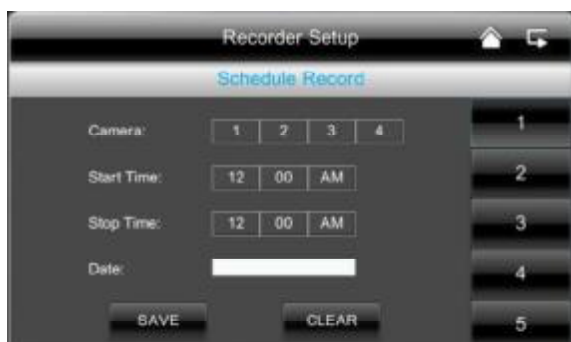 Recorder Setup
Schedule Record
Camera: 1 2 3 4
Start Time: 12 00 AM
Stop Time: 12 00 AM
Date:
SAVE CLEAR
1
2
3
4
5